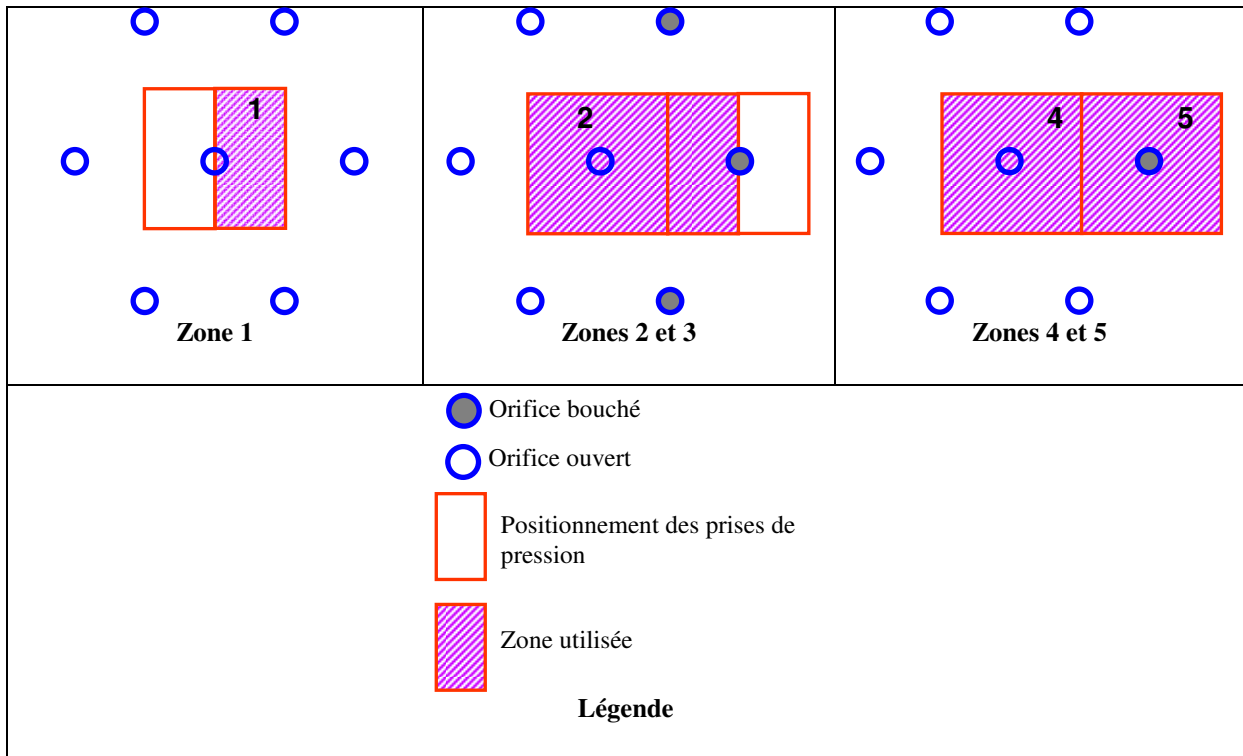 1
Zone 1
2
Zones 2 et 3
4 5
Zones 4 et 5
Orifice bouché
Orifice ouvert
Positionnement des prises de
pression
Zone utilisée
Légende